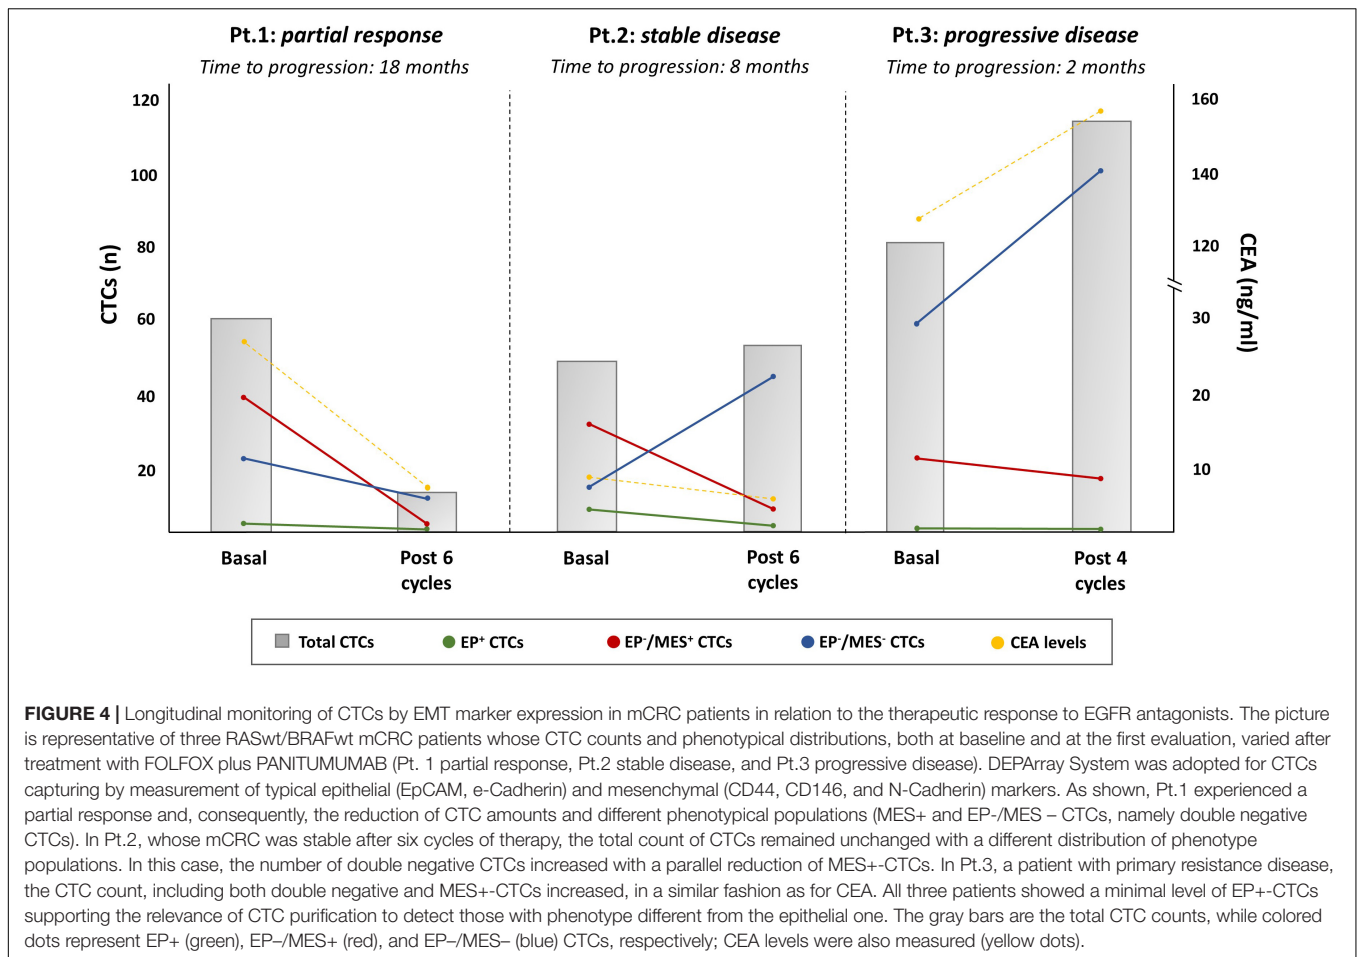 Pt.1: partial response
Time to progression: 18 months
Pt.2: stable disease
Time to progression: 8 months
Pt.3: progressive disease
Time to progression: 2 months
CTCs (n)
120
100
80
60
40
20
CEA (ng/ml)
160
140
120
30
20
10
Basal
Post 6
cycles
Basal
Post 6
cycles
Basal
Post 4
cycles
Total CTCs
EP⁺ CTCs
EP⁻/MES⁺ CTCs
EP⁻/MES⁻ CTCs
CEA levels
FIGURE 4 | Longitudinal monitoring of CTCs by EMT marker expression in mCRC patients in relation to the therapeutic response to EGFR antagonists. The picture
is representative of three RASwt/BRAFwt mCRC patients whose CTC counts and phenotypical distributions, both at baseline and at the first evaluation, varied after
treatment with FOLFOX plus PANITUMUMAB (Pt. 1 partial response, Pt.2 stable disease, and Pt.3 progressive disease). DEPArray System was adopted for CTCs
capturing by measurement of typical epithelial (EpCAM, e-Cadherin) and mesenchymal (CD44, CD146, and N-Cadherin) markers. As shown, Pt.1 experienced a
partial response and, consequently, the reduction of CTC amounts and different phenotypical populations (MES+ and EP-/MES – CTCs, namely double negative
CTCs). In Pt.2, whose mCRC was stable after six cycles of therapy, the total count of CTCs remained unchanged with a different distribution of phenotype
populations. In this case, the number of double negative CTCs increased with a parallel reduction of MES+-CTCs. In Pt.3, a patient with primary resistance disease,
the CTC count, including both double negative and MES+-CTCs increased, in a similar fashion as for CEA. All three patients showed a minimal level of EP+-CTCs
supporting the relevance of CTC purification to detect those with phenotype different from the epithelial one. The gray bars are the total CTC counts, while colored
dots represent EP+ (green), EP–/MES+ (red), and EP–/MES– (blue) CTCs, respectively; CEA levels were also measured (yellow dots).